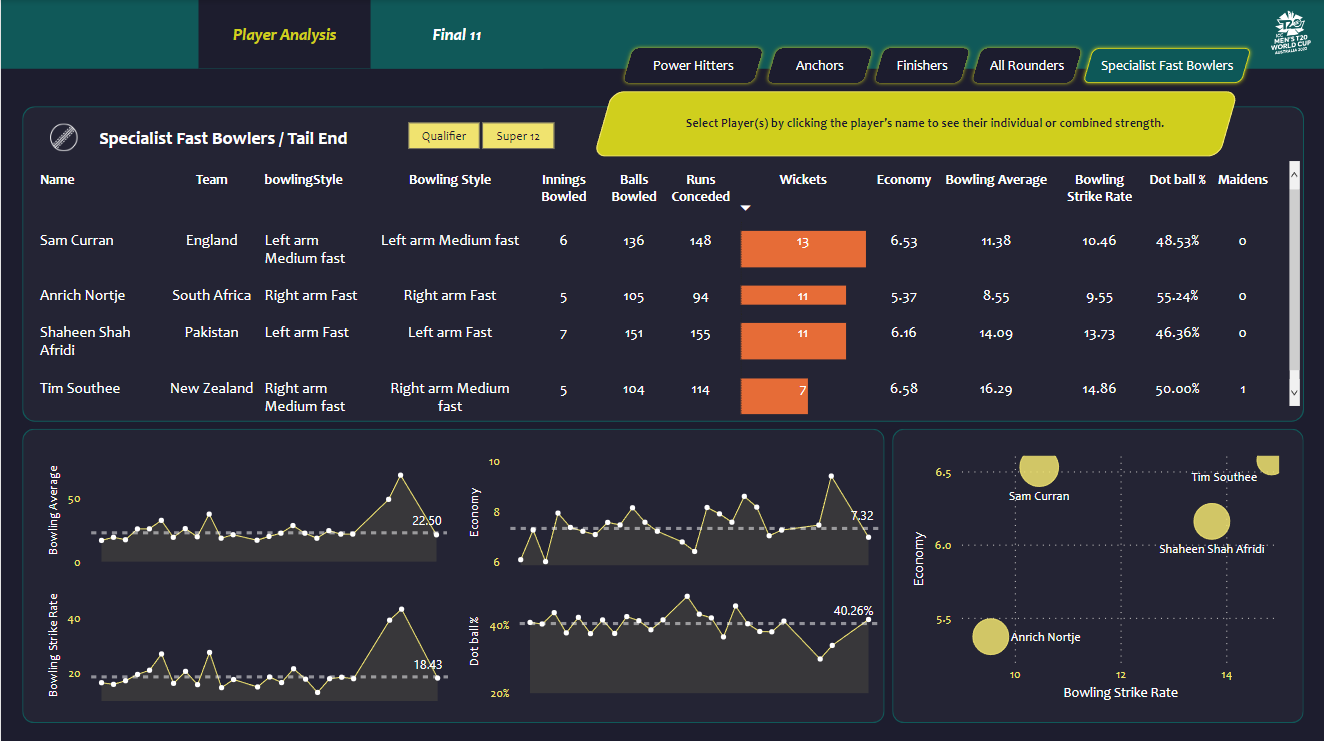 Player Analysis
Final 11
ICC
MEN'S T20
WORLD CUP
AUSTRALIA 2022
Power Hitters
Anchors
Finishers
All Rounders
Specialist Fast Bowlers
Select Player(s) by clicking the player's name to see their individual or combined strength.
Specialist Fast Bowlers / Tail End
Qualifier
Super 12
Name Team bowlingStyle Bowling Style Innings Balls Runs Wickets Economy Bowling Average Bowling Dot ball % Maidens
Bowled Bowled Conceded Strike Rate
Sam Curran England Left arm Left arm Medium fast 6 136 148 13 6.53 11.38 10.46 48.53% 0
Medium fast
Anrich Nortje South Africa Right arm Fast Right arm Fast 5 105 94 11 5.37 8.55 9.55 55.24% 0
Shaheen Shah Pakistan Left arm Fast Left arm Fast 7 151 155 11 6.16 14.09 13.73 46.36% 0
Afridi
Tim Southee New Zealand Right arm Right arm Medium 5 104 114 7 6.58 16.29 14.86 50.00% 1
Medium fast fast
Bowling Average
50
0
22.50
Economy
10
8
6
7.32
Bowling Strike Rate
40
20
18.43
Dot ball%
40%
20%
40.26%
Economy
6.5
6.0
5.5
Sam Curran
Tim Southee
Shaheen Shah Afridi
Anrich Nortje
10 12 14
Bowling Strike Rate